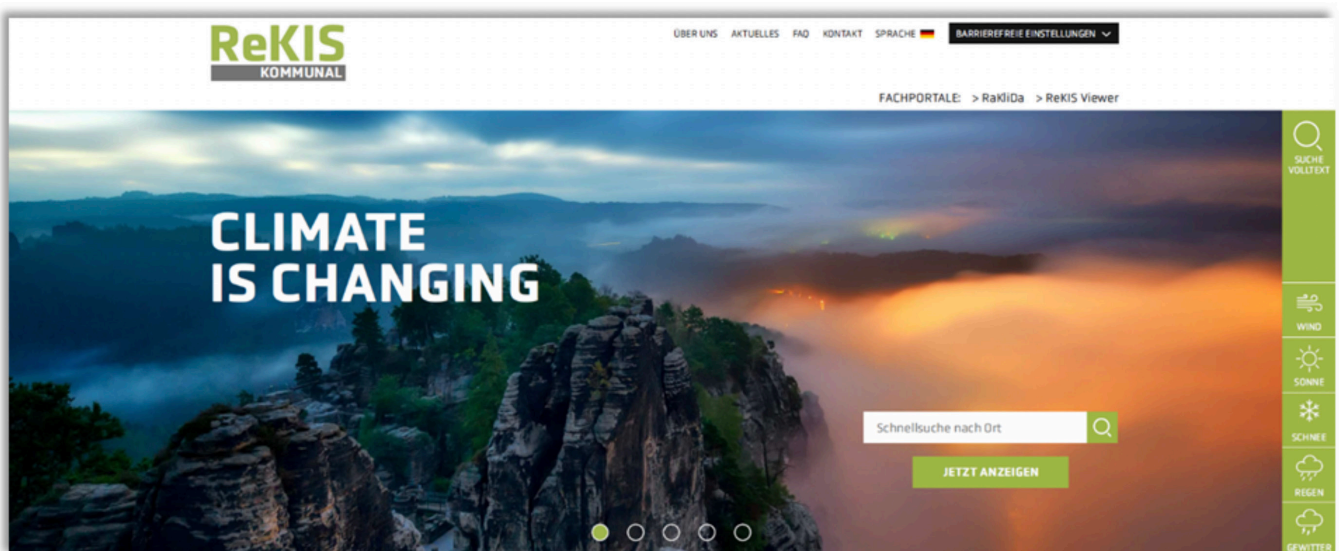 ReKIS
KOMMUNAL
ÜBER UNS AKTUELLES FAQ KONTAKT SPRACHE BARRIEREFREIE EINSTELLUNGEN
FACHPORTALE: > RaKliDa > ReKIS Viewer
SUCHE
VOLLTEXT
CLIMATE
IS CHANGING
WIND
SONNE
Schnellsuche nach Ort
SCHNEE
JETZT ANZEIGEN
REGEN
GEWITTER